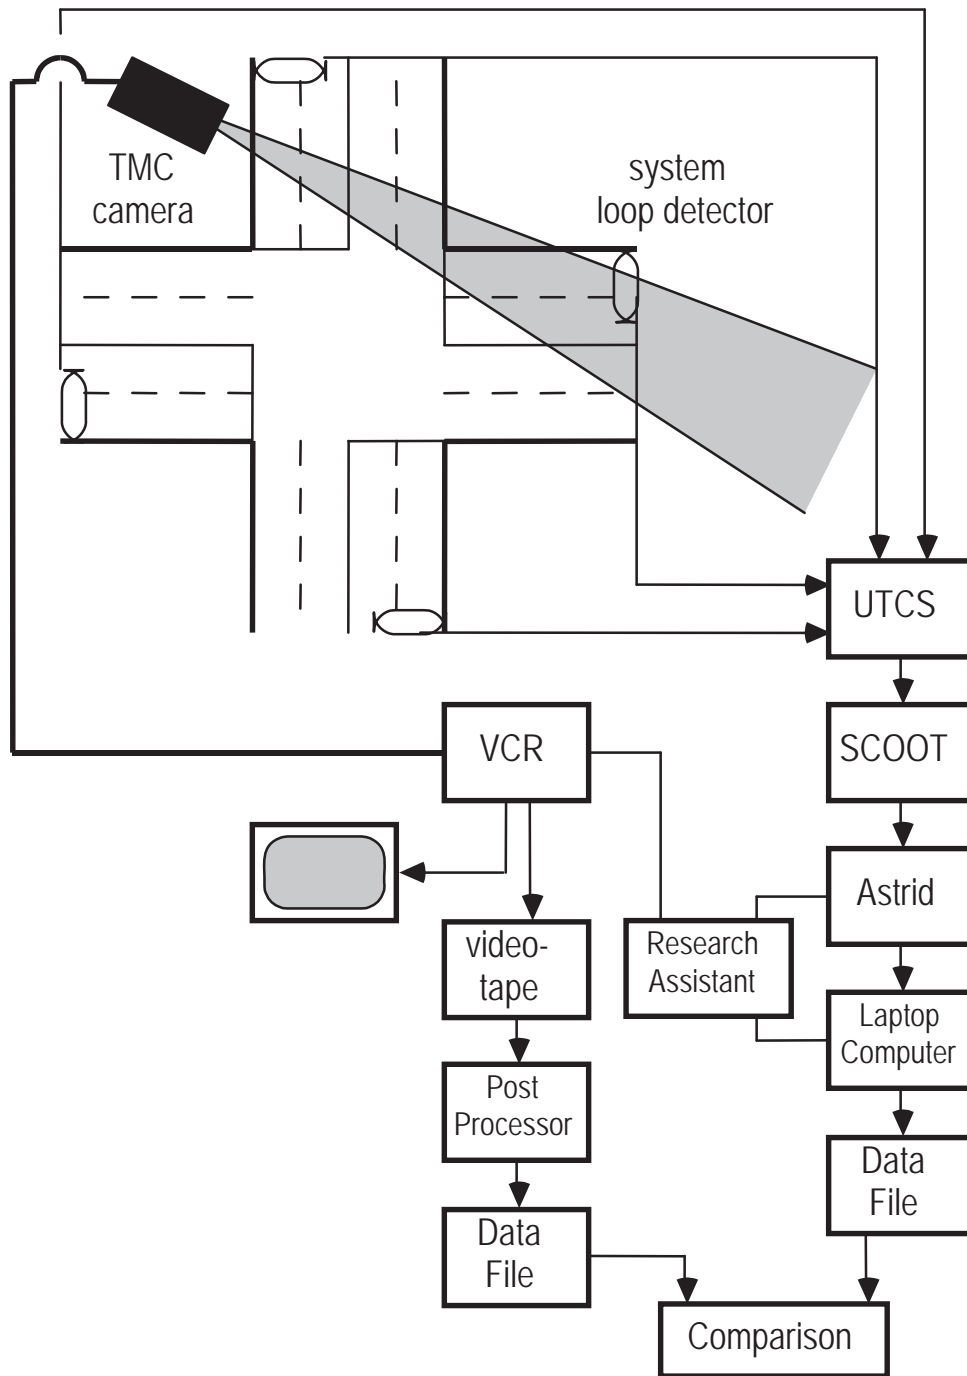 TMC
camera
system
loop detector
UTCS
VCR
SCOOT
Astrid
video-
tape
Research
Assistant
Laptop
Computer
Post
Processor
Data
File
Data
File
Comparison